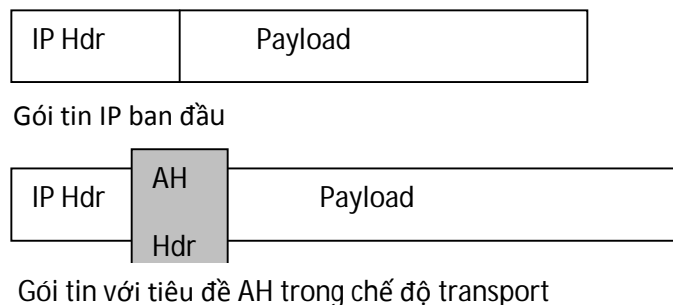 IP Hdr Payload
Gói tin IP ban đầu
AH
IP Hdr Payload
Hdr
Gói tin với tiêu đề AH trong chế độ transport